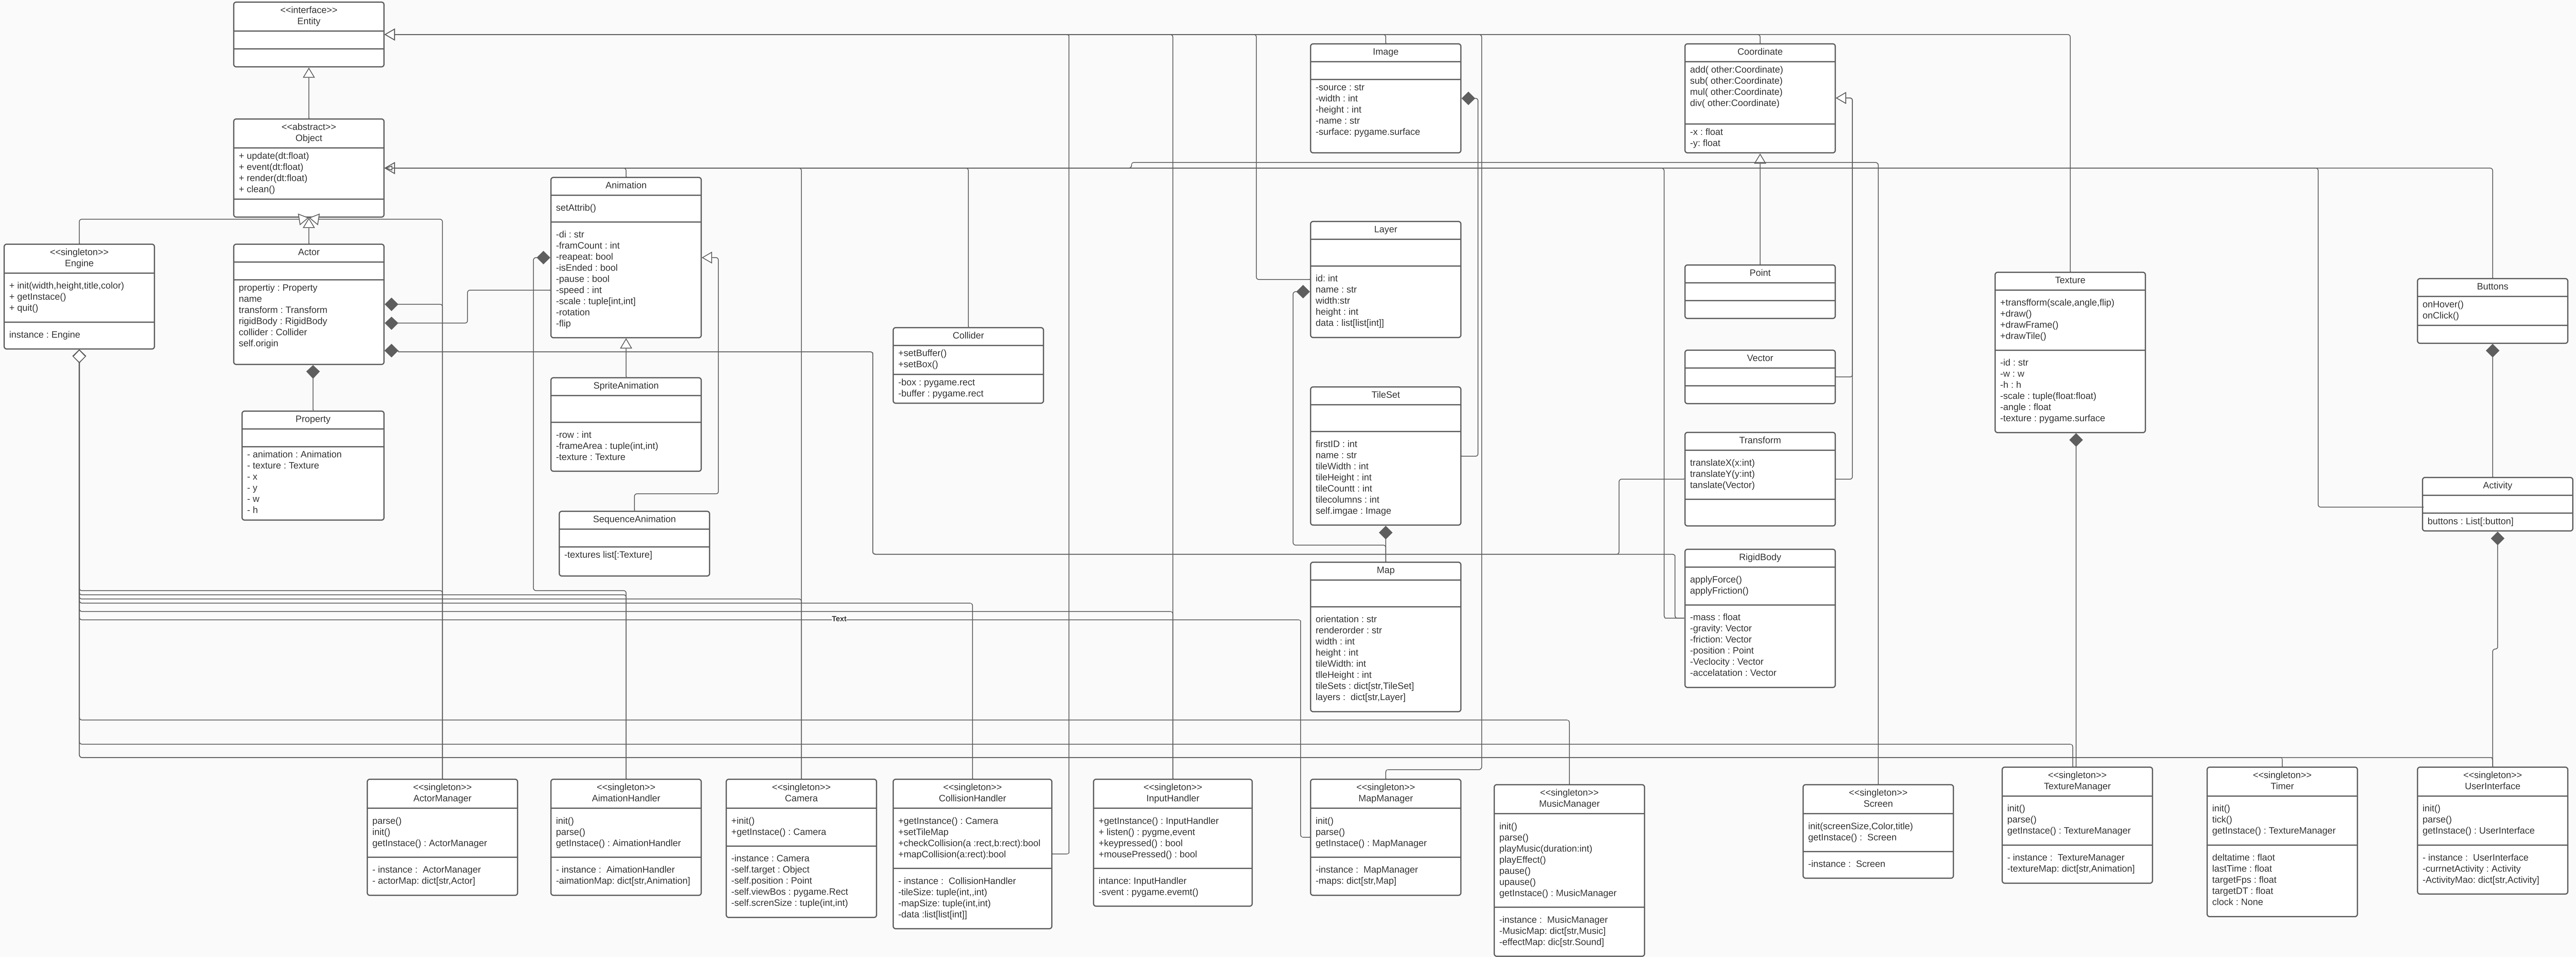 <<interface>>
Entity
<<abstract>>
Object
+ update(dt:float)
+ event(dt:float)
+ render(dt:float)
+ clean()
<<singleton>>
Engine
+ init(width,height,title,color)
+ getInstace()
+ quit()
instance : Engine
Actor
propertiy : Property
name
transform : Transform
rigidBody : RigidBody
collider : Collider
self.origin
Property
- animation : Animation
- texture : Texture
- x
- y
- w
- h
Animation
setAttrib()
-di : str
-framCount : int
-reapeat: bool
-isEnded : bool
-pause : bool
-speed : int
-scale : tuple[int,int]
-rotation
-flip
SpriteAnimation
-row : int
-frameArea : tuple(int,int)
-texture : Texture
SequenceAnimation
-textures list[:Texture]
Collider
+setBuffer()
+setBox()
-box : pygame.rect
-buffer : pygame.rect
Image
-source : str
-width : int
-height : int
-name : str
-surface: pygame.surface
Layer
id: int
name : str
width:str
height : int
data : list[list[int]]
TileSet
firstID : int
name : str
tileWidth : int
tileHeight : int
tileCountt : int
tilecolumns : int
self.imgae : Image
Map
orientation : str
renderorder : str
width : int
height : int
tileWidth: int
tlleHeight : int
tileSets : dict[str,TileSet]
layers :  dict[str,Layer]
Coordinate
add( other:Coordinate)
sub( other:Coordinate)
mul( other:Coordinate)
div( other:Coordinate)
-x : float
-y: float
Point
Vector
Transform
translateX(x:int)
translateY(y:int)
tanslate(Vector)
RigidBody
applyForce()
applyFriction()
-mass : float
-gravity: Vector
-friction: Vector
-position : Point
-Veclocity : Vector
-accelatation : Vector
Texture
+transfform(scale,angle,flip)
+draw()
+drawFrame()
+drawTile()
-id : str
-w : w
-h : h
-scale : tuple(float:float)
-angle : float
-texture : pygame.surface
Buttons
onHover()
onClick()
Activity
buttons : List[:button]
Text
<<singleton>>
ActorManager
parse()
init()
getInstace() : ActorManager
- instance :  ActorManager
- actorMap: dict[str,Actor]
<<singleton>>
AimationHandler
init()
parse()
getInstace() : AimationHandler
- instance :  AimationHandler
-aimationMap: dict[str,Animation]
<<singleton>>
Camera
+init()
+getInstace() : Camera
-instance : Camera
-self.target : Object
-self.position : Point
-self.viewBos : pygame.Rect
-self.screnSize : tuple(int,int)
<<singleton>>
CollisionHandler
+getInstance() : Camera
+setTileMap
+checkCollision(a :rect,b:rect):bool
+mapCollision(a:rect):bool
- instance :  CollisionHandler
-tileSize: tuple(int,,int)
-mapSize: tuple(int,int)
-data :list[list[int]]
<<singleton>>
InputHandler
+getInstance() : InputHandler
+ listen() : pygme,event
+keypressed() : bool
+mousePressed() : bool
intance: InputHandler
-svent : pygame.evemt()
<<singleton>>
MapManager
init()
parse()
getInstace() : MapManager
-instance :  MapManager
-maps: dict[str,Map]
<<singleton>>
MusicManager
init()
parse()
playMusic(duration:int)
playEffect()
pause()
upause()
getInstace() : MusicManager
-instance :  MusicManager
-MusicMap: dict[str,Music]
-effectMap: dic[str.Sound]
<<singleton>>
Screen
init(screenSize,Color,title)
getInstace() :  Screen
-instance :  Screen
<<singleton>>
TextureManager
init()
parse()
getInstace() : TextureManager
- instance :  TextureManager
-textureMap: dict[str,Animation]
<<singleton>>
Timer
init()
tick()
getInstace() : TextureManager
deltatime : flaot
lastTime : float
targetFps : float
targetDT : float
clock : None
<<singleton>>
UserInterface
init()
parse()
getInstace() : UserInterface
- instance :  UserInterface
-currnetActivity : Activity
-ActivityMao: dict[str,Activity]